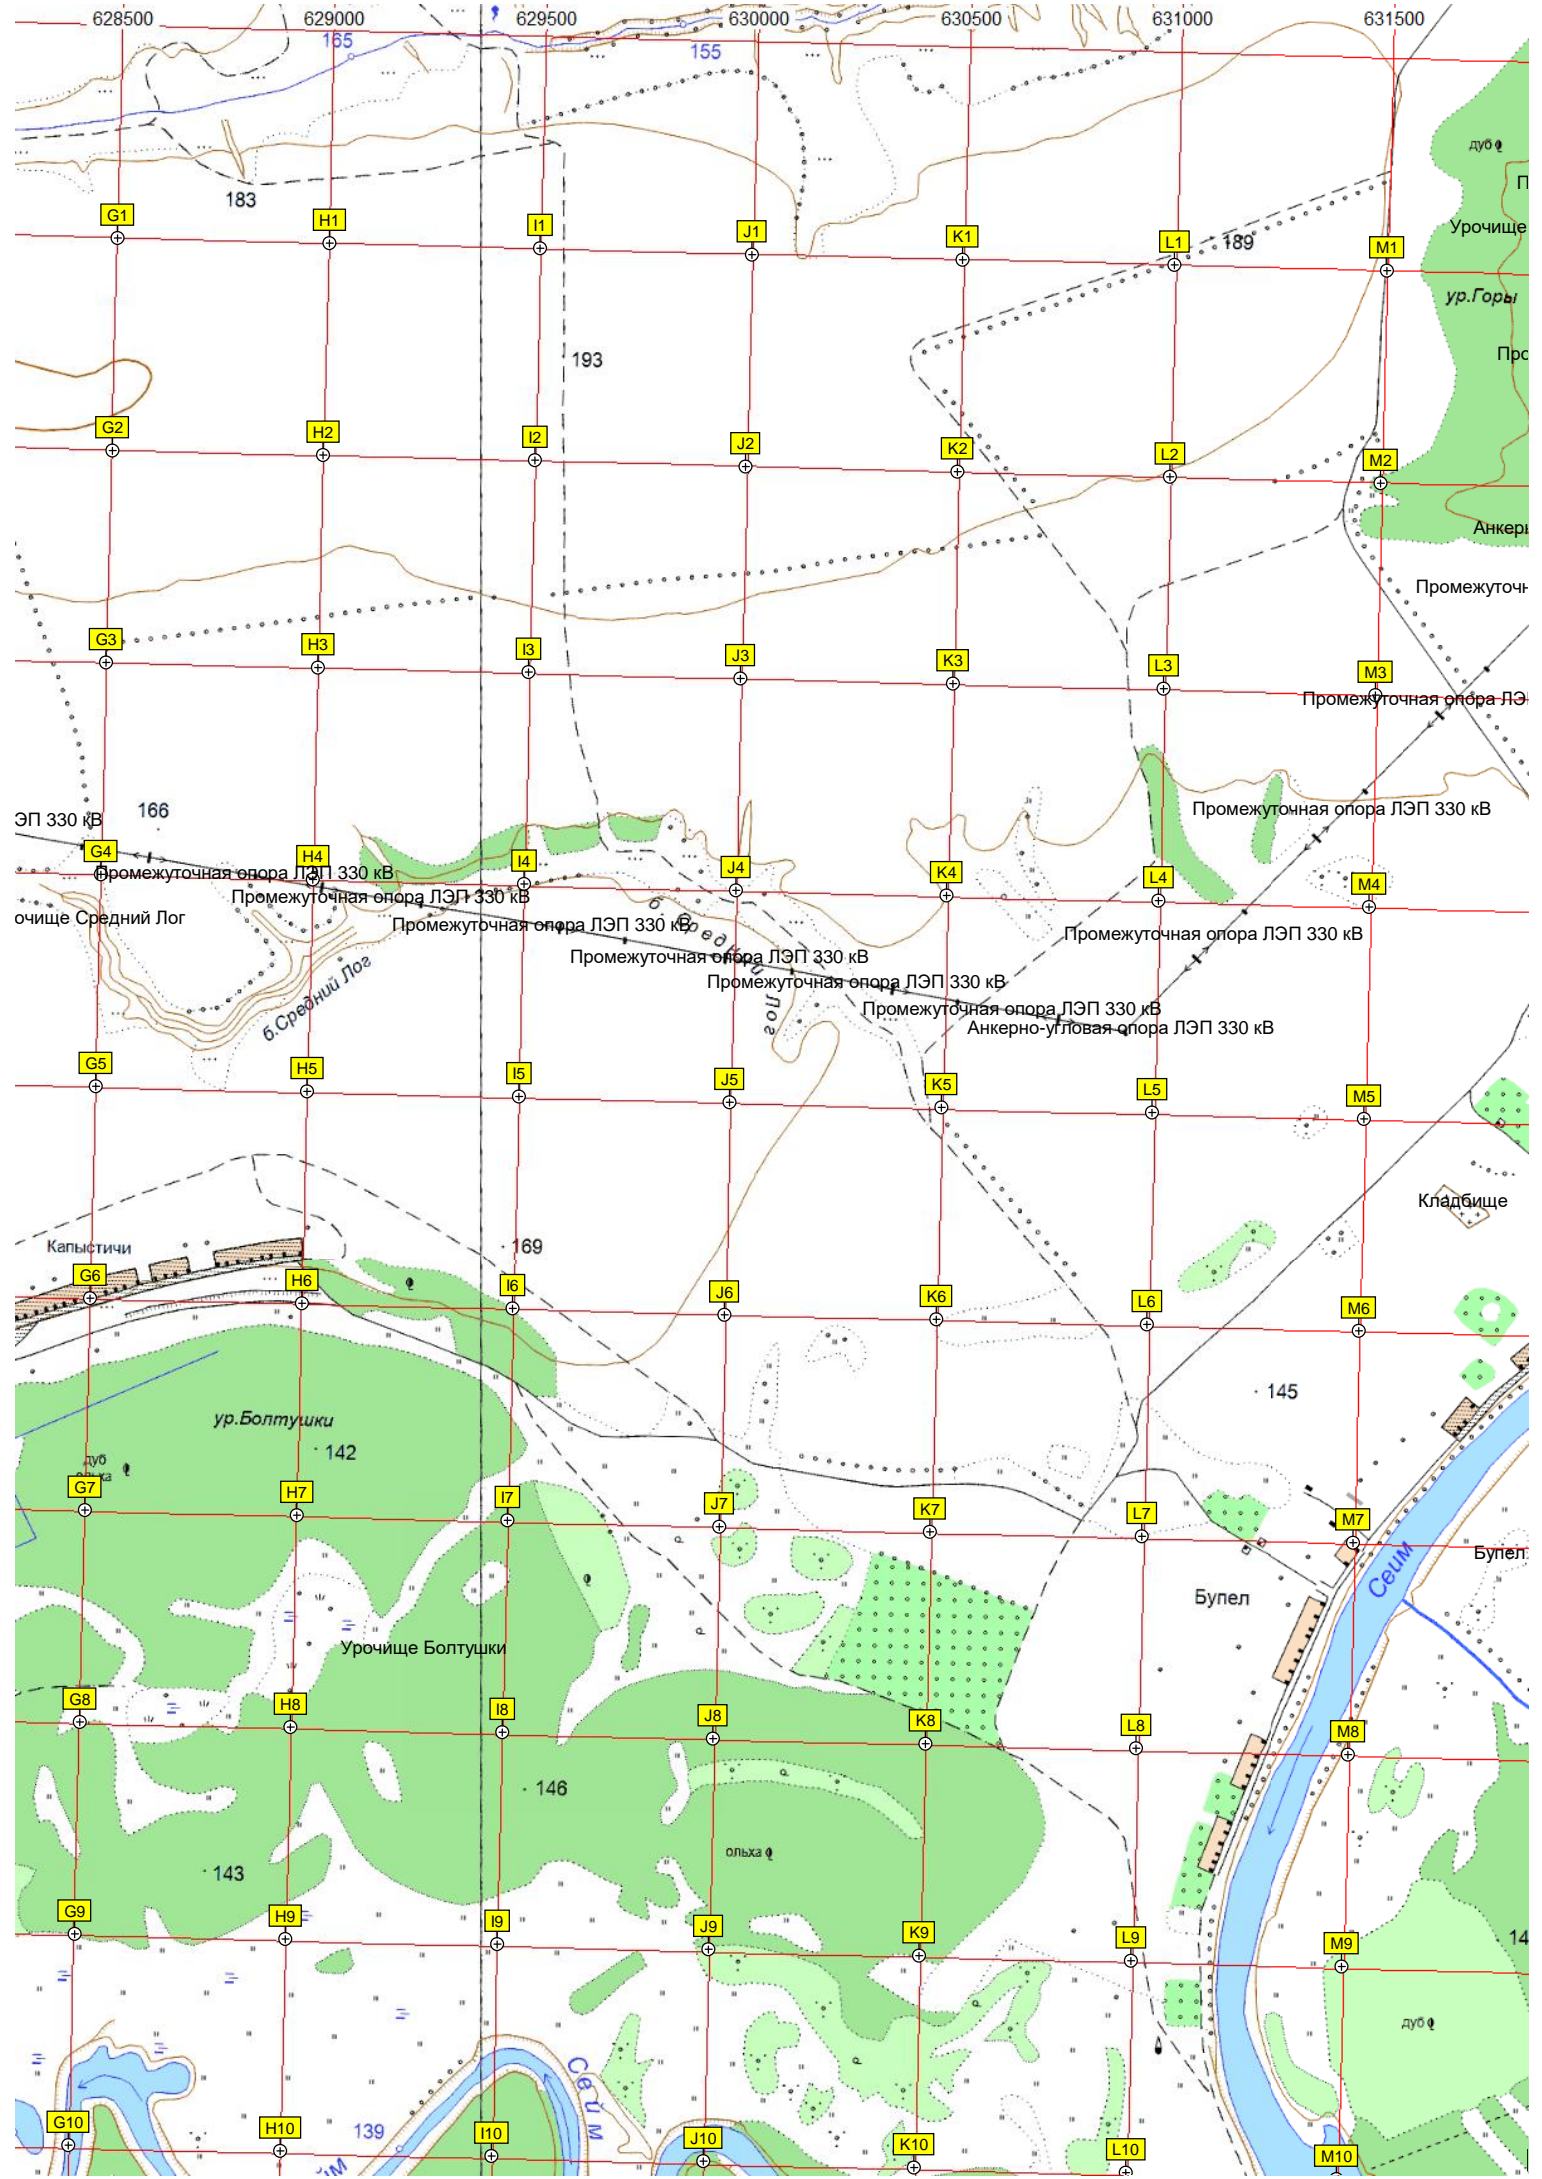 628500 629000 629500 630000 630500 631000 631500
165
155
дуб
183
Урочище
189
G1 H1 I1 J1 K1 L1 M1
ур.Горы
193
G2 H2 I2 J2 K2 L2 M2
G3 H3 I3 J3 K3 L3 M3
Промежуточная опора ЛЭ
166
Промежуточная опора ЛЭП 330 кВ
ЭП 330 кВ
G4 H4 I4 J4 K4 L4 M4
Промежуточная опора ЛЭП 330 кВ
Промежуточная опора ЛЭП 330 кВ
очище Средний Лог
Промежуточная опора ЛЭП 330 кВ
Промежуточная опора ЛЭП 330 кВ
б. Средний Лог
Промежуточная опора ЛЭП 330 кВ
Промежуточная опора ЛЭП 330 кВ
б.Средний Лог
Промежуточная опора ЛЭП 330 кВ
Анкерно-угловая опора ЛЭП 330 кВ
G5 H5 I5 J5 K5 L5 M5
Кладбище
Капыстичи
169
G6 H6 I6 J6 K6 L6 M6
145
ур.Болтушки
142
дуб
ольха
G7 H7 I7 J7 K7 L7 M7
Сейм
Бупел
Бупел
Урочище Болтушки
G8 H8 I8 J8 K8 L8 M8
146
ольха
143
G9 H9 I9 J9 K9 L9 M9
14
дуб
Сейм
139
G10 H10 I10 J10 K10 L10 M10